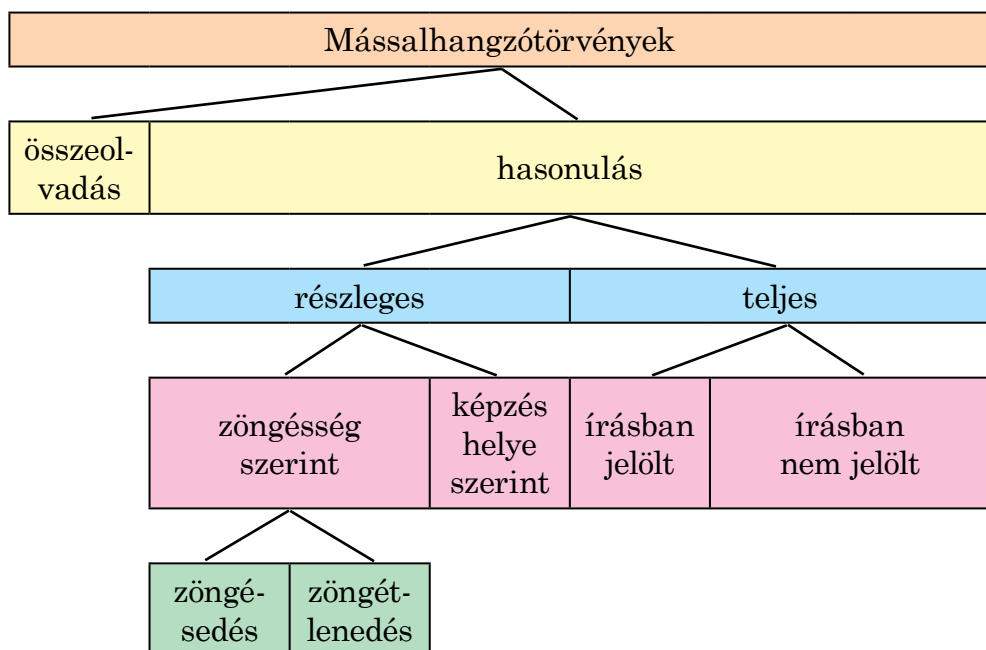 Mássalhangzótörvények
összeol-
vadás
hasonulás
részleges
teljes
zöngésség
szerint
képzés
helye
szerint
írásban
jelölt
írásban
nem jelölt
zöngé-
sedés
zöngét-
lenedés